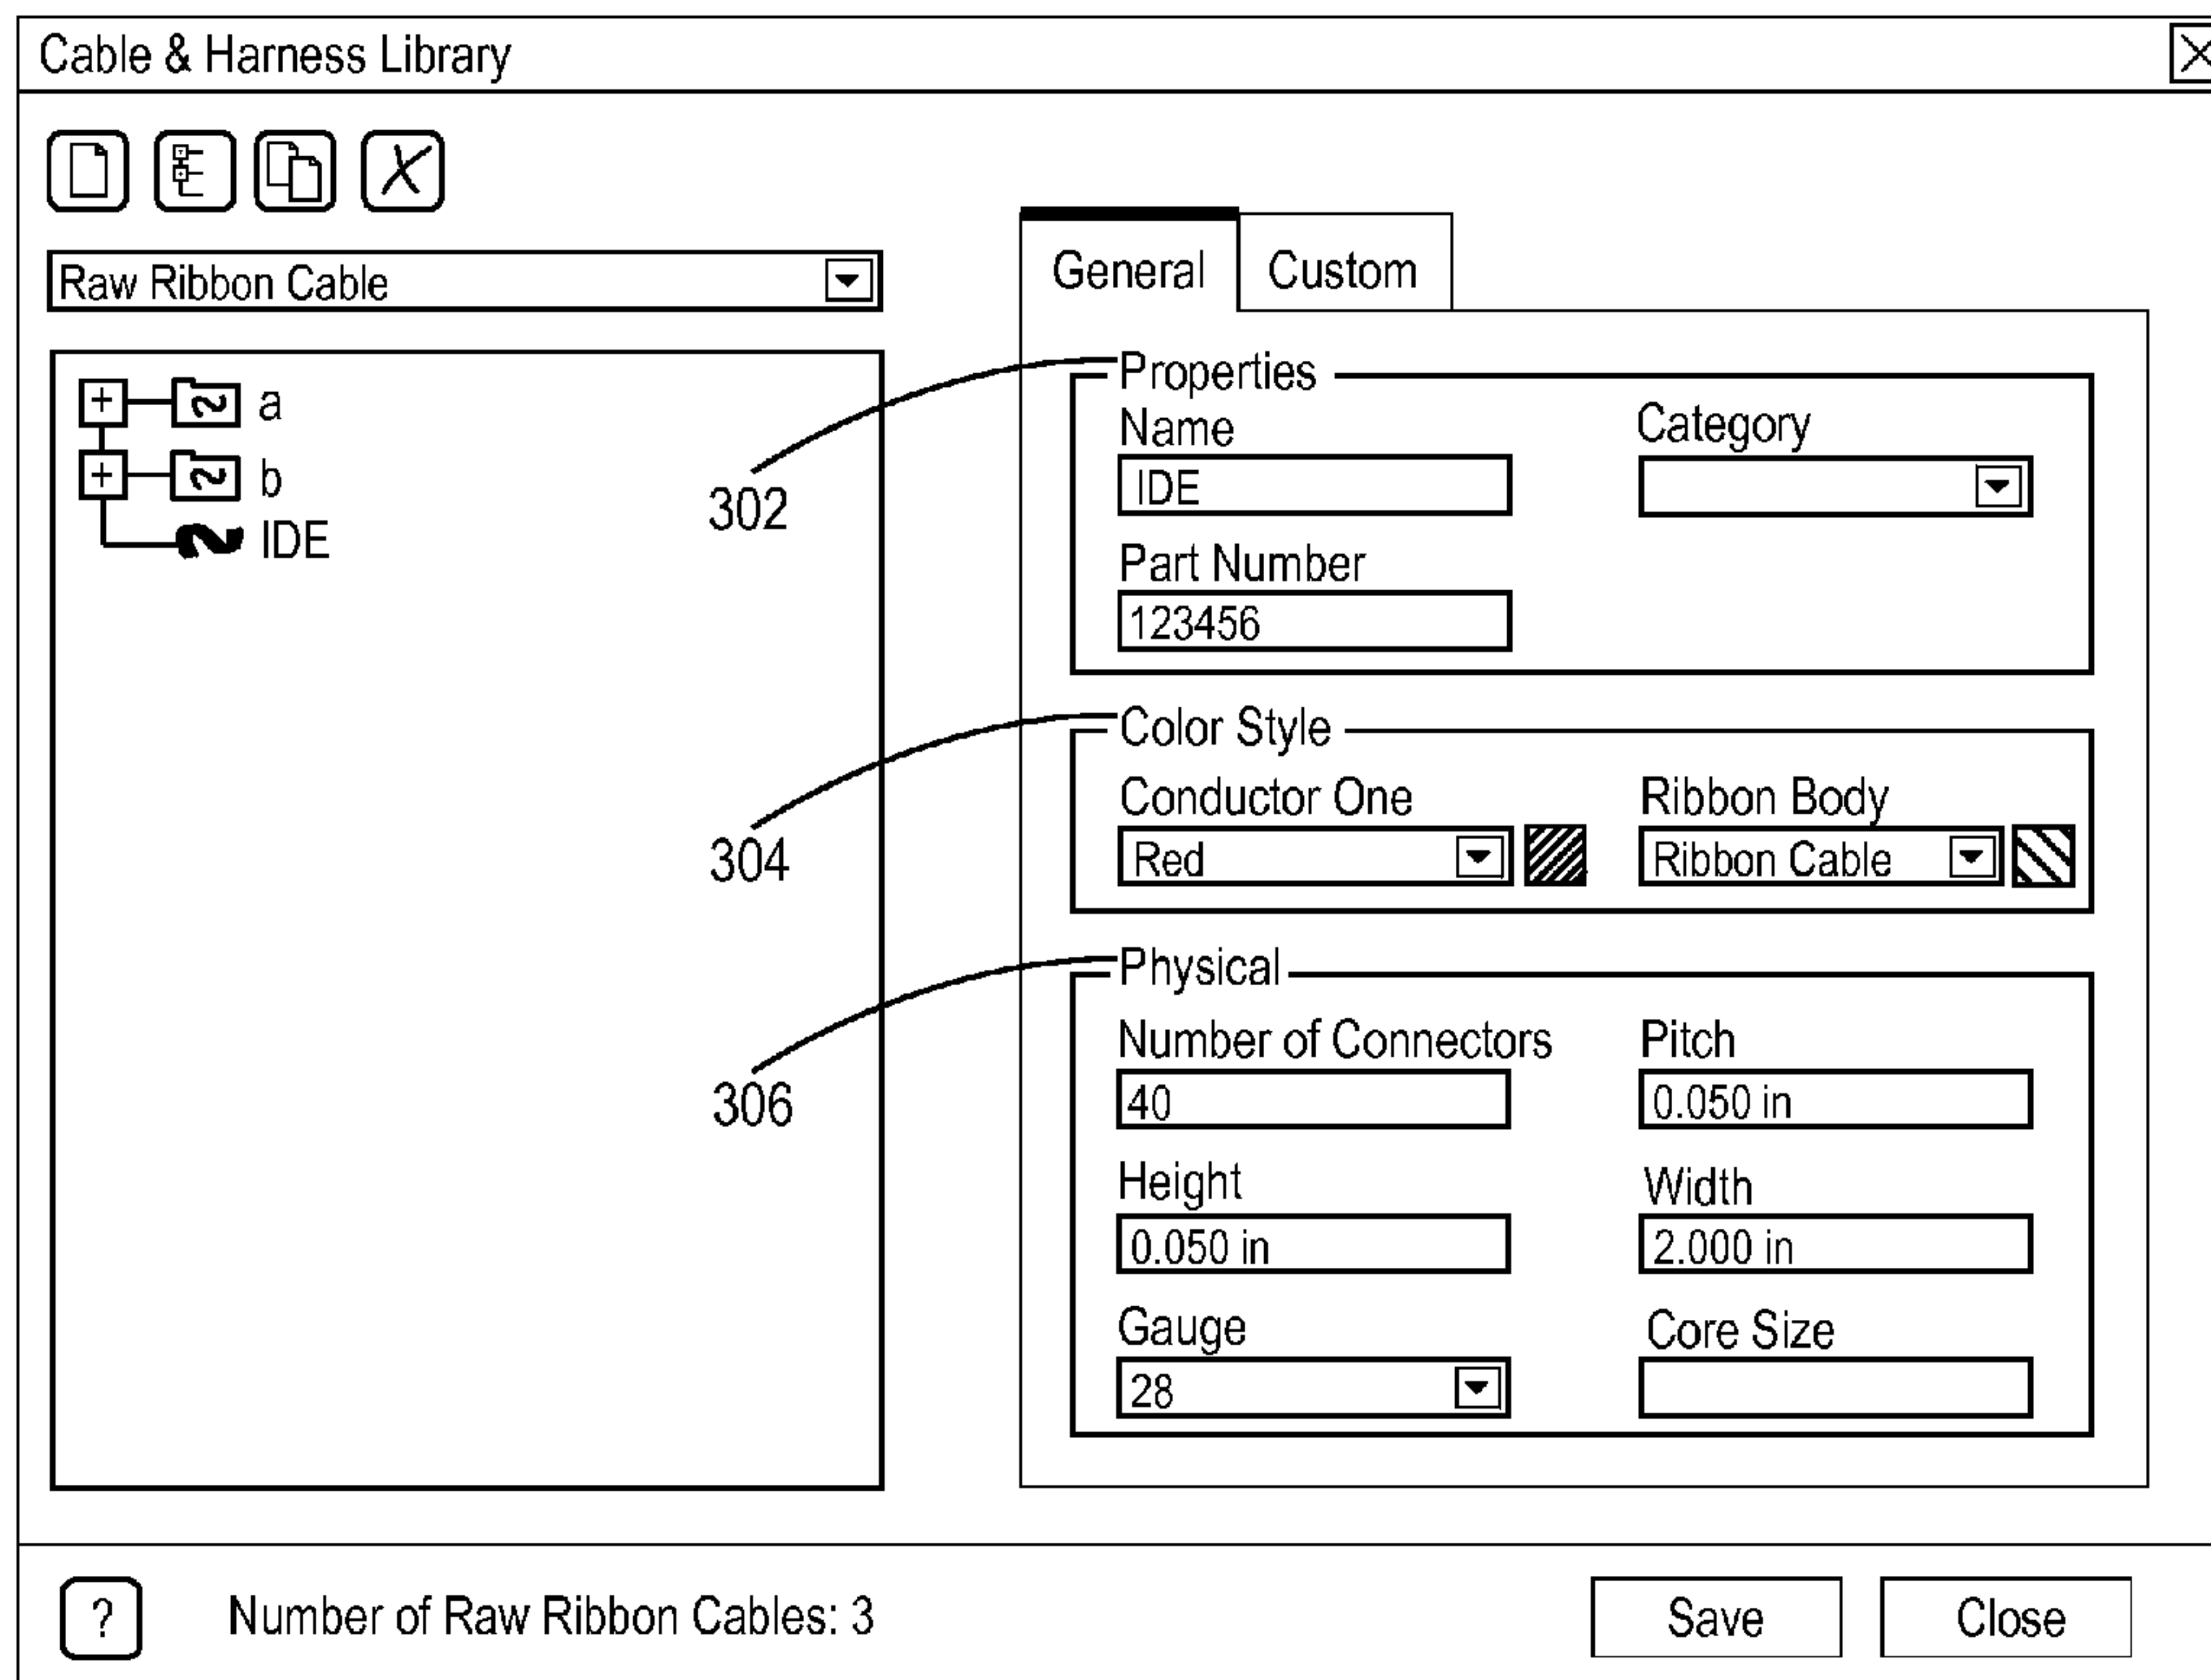 Cable & Harness Library
Raw Ribbon Cable
a
b
IDE
302
304
306
General Custom
Properties
Name Category
IDE
Part Number
123456
Color Style
Conductor One Ribbon Body
Red Ribbon Cable
Physical
Number of Connectors Pitch
40 0.050 in
Height Width
0.050 in 2.000 in
Gauge Core Size
28
? Number of Raw Ribbon Cables: 3 Save Close